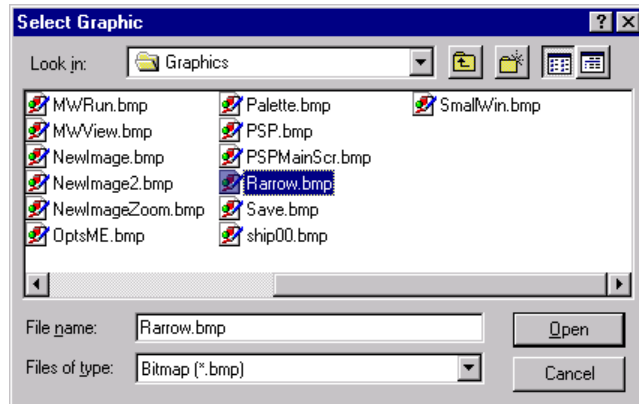 Select Graphic
Look in: Graphics
MWRun.bmp Palette.bmp SmallWin.bmp
MWView.bmp PSP.bmp
NewImage.bmp PSPMainScr.bmp
NewImage2.bmp Rarrow.bmp
NewImageZoom.bmp Save.bmp
OptsME.bmp ship00.bmp
File name: Rarrow.bmp Open
Files of type: Bitmap (*.bmp) Cancel